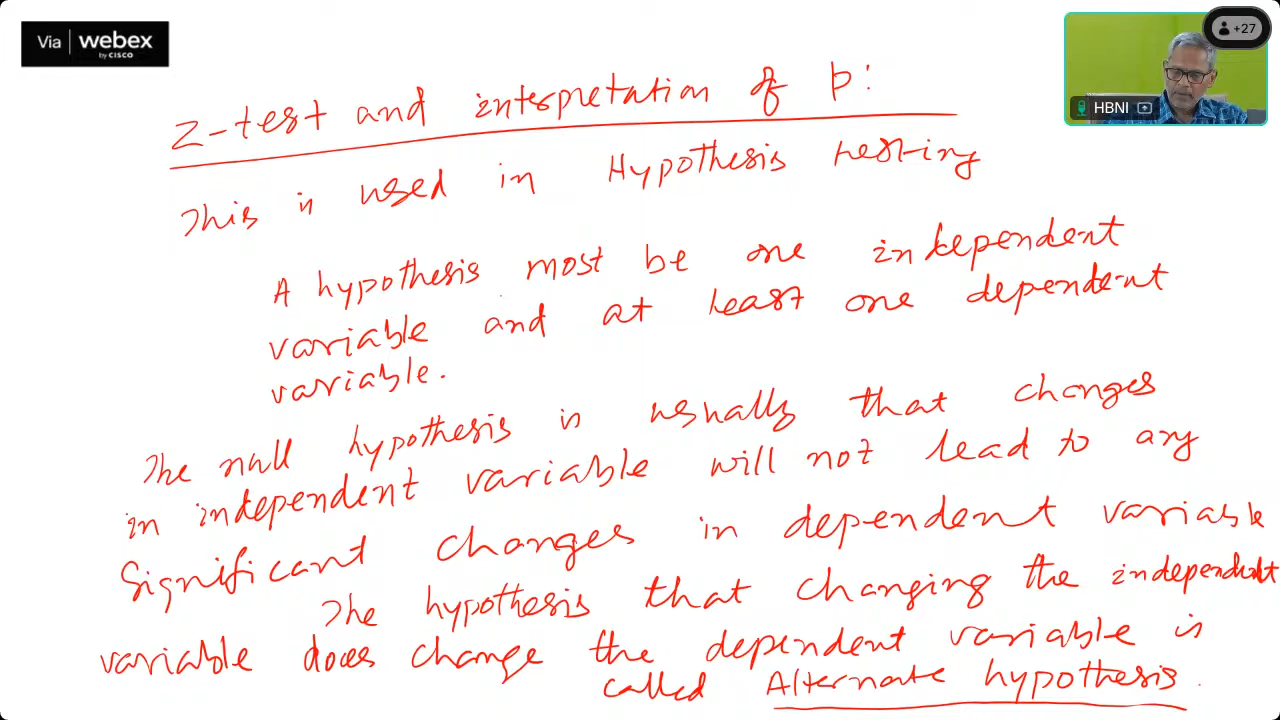 Via webex
by CISCO
+27
HBNI
Z-test and interpretation of p:
This is used in Hypothesis testing
A hypothesis most be one independent
variable and at least one dependent
variable.
The null hypothesis is usually that changes
in independent variable will not lead to any
Significant changes in dependent variable
The hypothesis that changing the independent
variable does change the dependent variable is
called Alternate hypothesis.